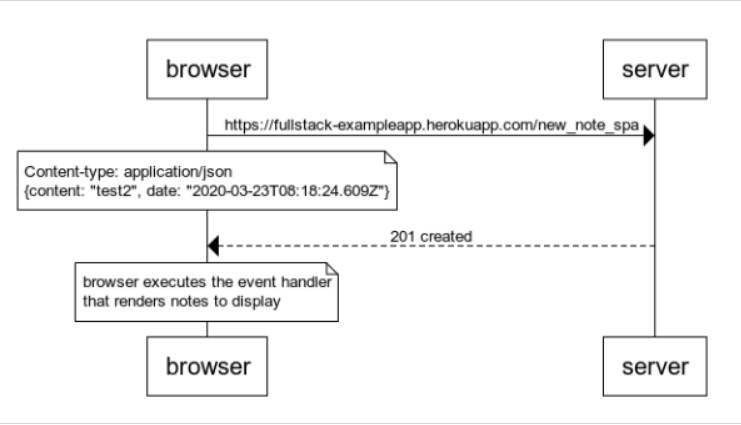 browser
server
https://fullstack-exampleapp.herokuapp.com/new_note_spa
Content-type: application/json
{content: "test2", date: "2020-03-23T08:18:24.609Z"}
201 created
browser executes the event handler
that renders notes to display
browser
server